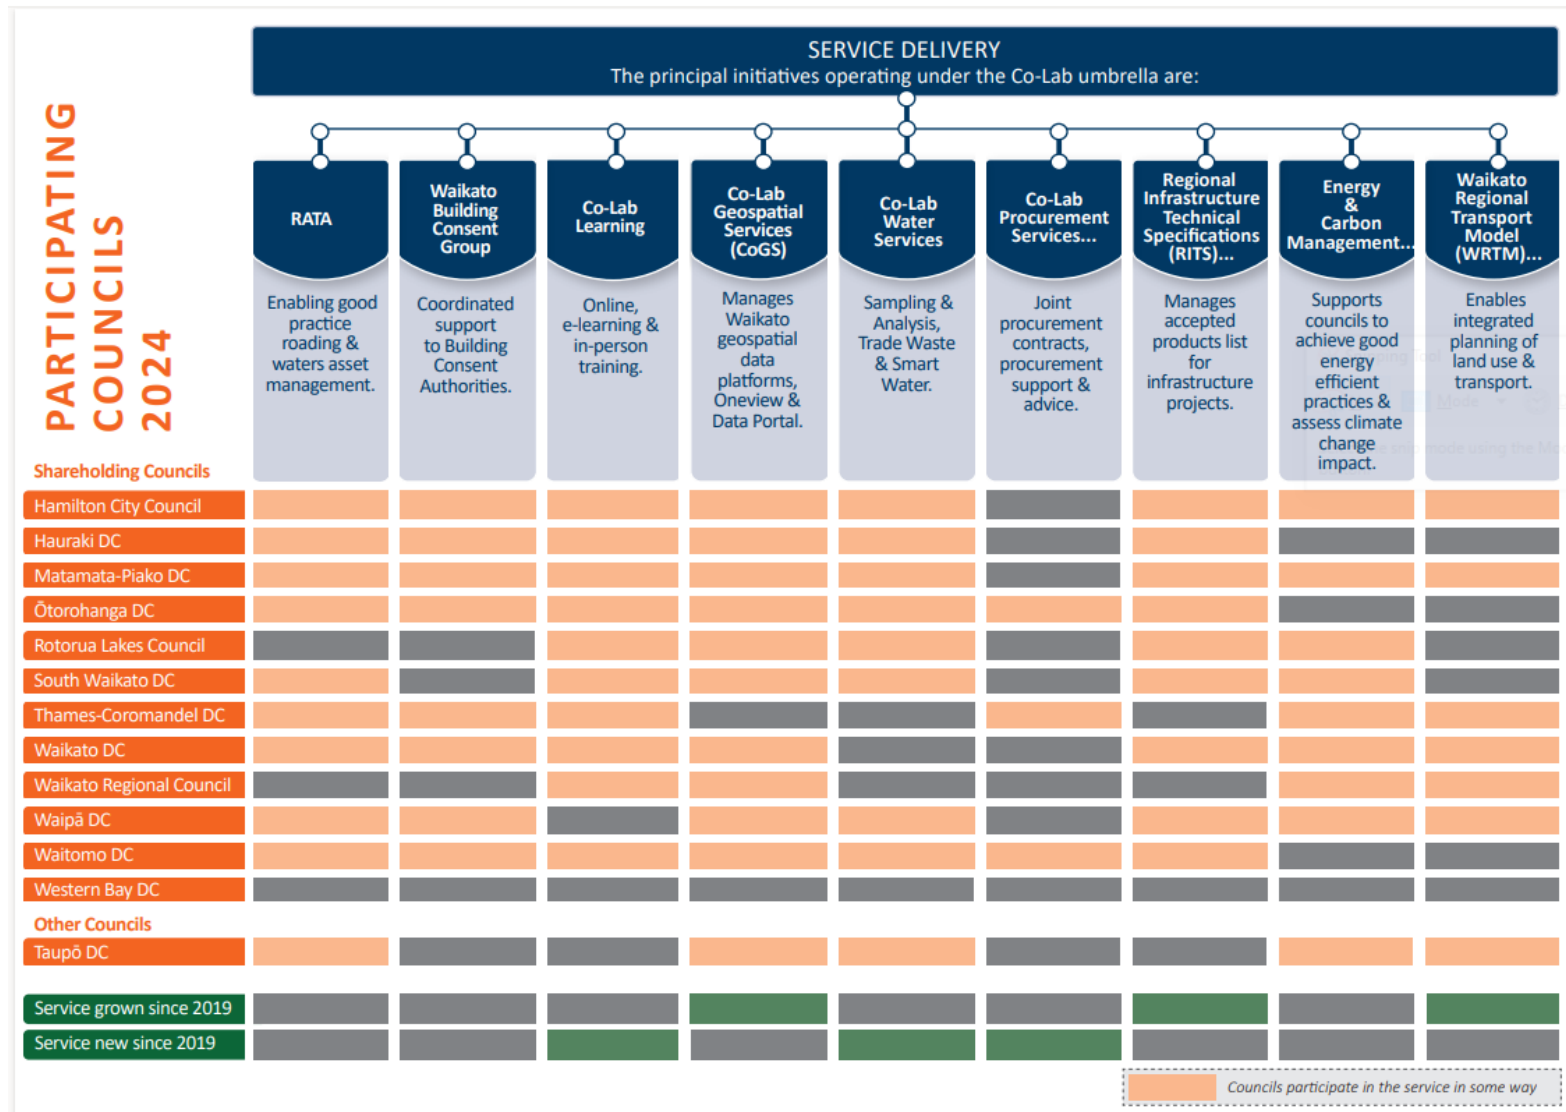 SERVICE DELIVERY
The principal initiatives operating under the Co-Lab umbrella are:
PARTICIPATING
COUNCILS
2024
RATA
Enabling good
practice
roading &
waters asset
management.
Waikato
Building
Consent
Group
Coordinated
support
to Building
Consent
Authorities.
Co-Lab
Learning
Online,
e-learning &
in-person
training.
Co-Lab
Geospatial
Services
(CoGS)
Manages
Waikato
geospatial
data
platforms,
Oneview &
Data Portal.
Co-Lab
Water
Services
Sampling &
Analysis,
Trade Waste
& Smart
Water.
Co-Lab
Procurement
Services...
Joint
procurement
contracts,
procurement
support &
advice.
Regional
Infrastructure
Technical
Specifications
(RITS)...
Manages
accepted
products list
for
infrastructure
projects.
Energy
&
Carbon
Management...
Supports
councils to
achieve good
energy
efficient
practices &
assess climate
change
impact.
Waikato
Regional
Transport
Model
(WRTM)...
Enables
integrated
planning of
land use &
transport.
Shareholding Councils
Hamilton City Council
Hauraki DC
Matamata-Piako DC
Ōtorohanga DC
Rotorua Lakes Council
South Waikato DC
Thames-Coromandel DC
Waikato DC
Waikato Regional Council
Waipā DC
Waitomo DC
Western Bay DC
Other Councils
Taupō DC
Service grown since 2019
Service new since 2019
Councils participate in the service in some way